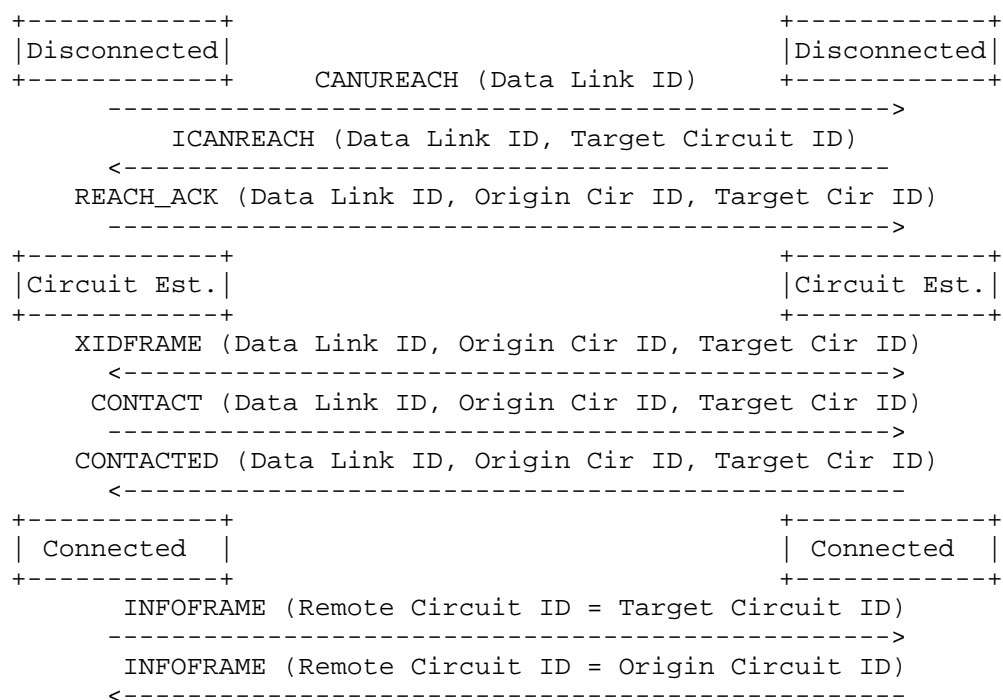 +------------+                                  +------------+
|Disconnected|                                  |Disconnected|
+------------+     CANUREACH (Data Link ID)     +------------+
      ------------------------------------------------->
          ICANREACH (Data Link ID, Target Circuit ID)
      <------------------------------------------------
    REACH_ACK (Data Link ID, Origin Cir ID, Target Cir ID)
      ------------------------------------------------->
+------------+                                  +------------+
|Circuit Est.|                                  |Circuit Est.|
+------------+                                  +------------+
    XIDFRAME (Data Link ID, Origin Cir ID, Target Cir ID)
      <------------------------------------------------>
     CONTACT (Data Link ID, Origin Cir ID, Target Cir ID)
      ------------------------------------------------->
    CONTACTED (Data Link ID, Origin Cir ID, Target Cir ID)
      <-------------------------------------------------
+------------+                                  +------------+
| Connected  |                                  | Connected  |
+------------+                                  +------------+
       INFOFRAME (Remote Circuit ID = Target Circuit ID)
      ------------------------------------------------->
       INFOFRAME (Remote Circuit ID = Origin Circuit ID)
      <-------------------------------------------------